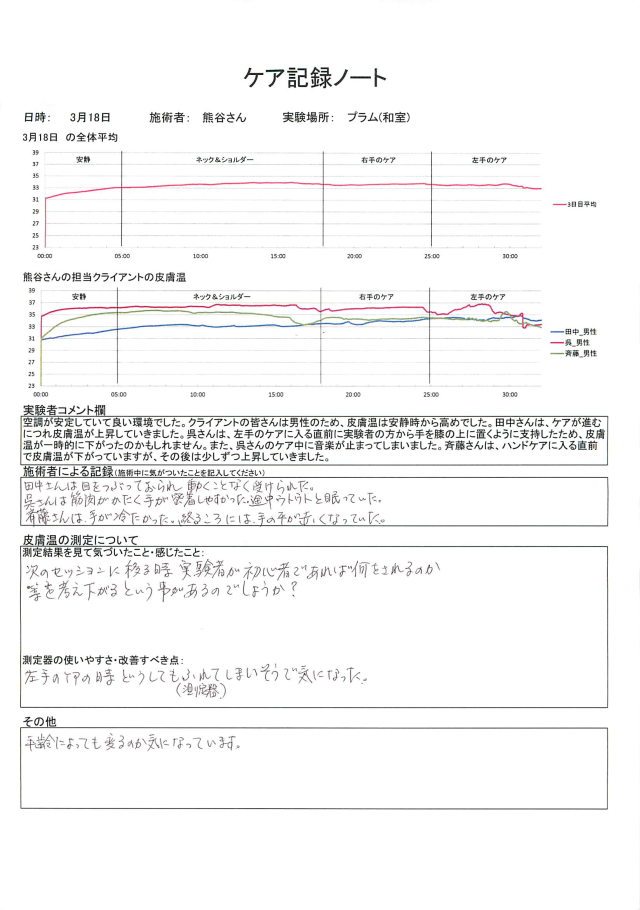 ケア記録ノート
日時： 3月18日 施術者： 熊谷さん 実験場所： プラム(和室)
3月18日 の全体平均
39
37
35
33
31
29
27
25
23
安静 ネック&ショルダー 右手のケア 左手のケア
3日目平均
00:00 05:00 10:00 15:00 20:00 25:00 30:00
熊谷さんの担当クライアントの皮膚温
39
37
35
33
31
29
27
25
23
安静 ネック&ショルダー 右手のケア 左手のケア
田中_男性
呉_男性
斉藤_男性
00:00 05:00 10:00 15:00 20:00 25:00 30:00
実験者コメント欄
空調が安定していて良い環境でした。クライアントの皆さんは男性のため、皮膚温は安静時から高めでした。田中さんは、ケアが進む
につれ皮膚温が上昇していきました。呉さんは、左手のケアに入る直前に実験者の方から手を膝の上に置くように支持したため、皮膚
温が一時的に下がったのかもしれません。また、呉さんのケア中に音楽が止まってしまいました。斉藤さんは、ハンドケアに入る直前
で皮膚温が下がっていますが、その後は少しずつ上昇していきました。
施術者による記録(施術中に気がついたことを記入してください)
田中さんは目をつぶっておられ 動くことなく受けられた。
呉さんは筋肉がかたく手が密着しやすかった。途中ウトウトと眠っていた。
斉藤さんは、手が冷たかった。終るころには、手の平が赤くなっていた。
皮膚温の測定について
測定結果を見て気づいたこと・感じたこと：
次のセッションに移る時 実験者が初心者であれば何をされるのか
等を考え下がるという事があるのでしょうか？
測定器の使いやすさ・改善すべき点：
左手のケアの時 どうしてもふれてしまいそうで気になった。
(測定器)
その他
年齢によっても変るのか気になっています。